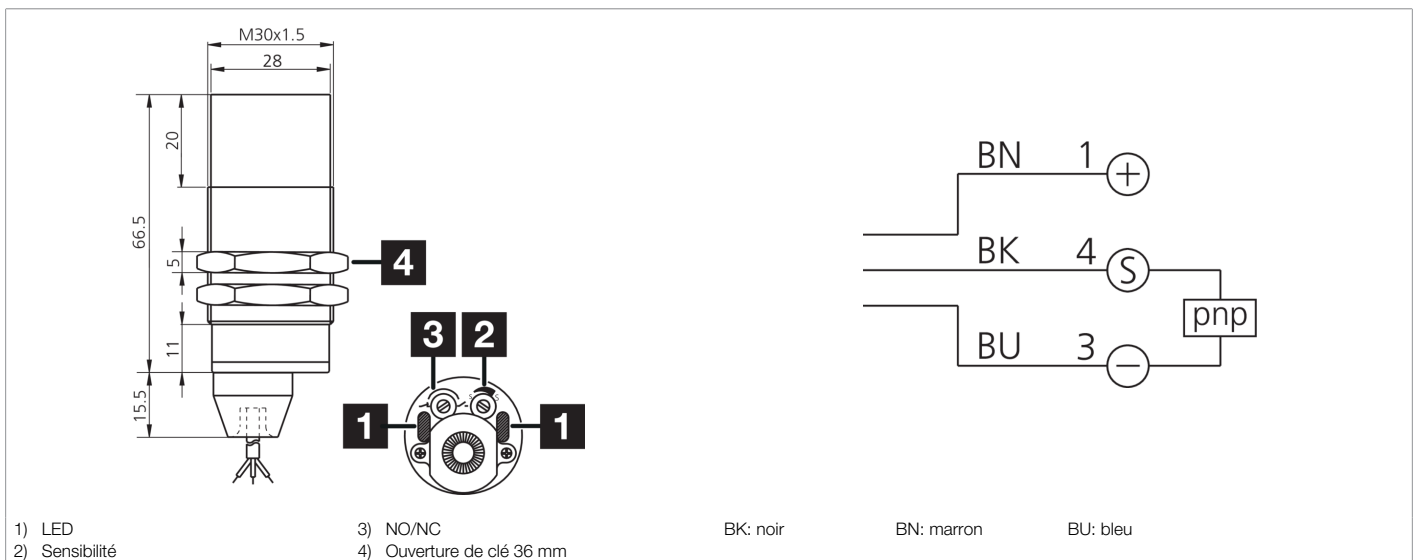 M30x1.5
28
20
66.5
5
11
15.5
4
3 2
1 1
BN 1
+
BK 4
S
pnp
BU 3
−
1) LED
2) Sensibilité
3) NO/NC
4) Ouverture de clé 36 mm
BK: noir BN: marron BU: bleu